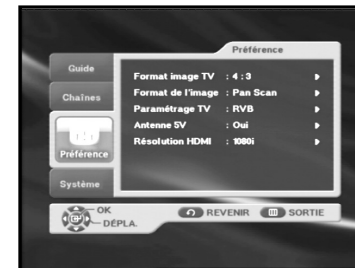 Préférence
Guide
Chaînes
Préférence
Système
Format image TV : 4 : 3
Format de l'image : Pan Scan
Paramétrage TV : RVB
Antenne 5V : Oui
Résolution HDMI : 1080i
OK
DÉPLA.
REVENIR
SORTIE